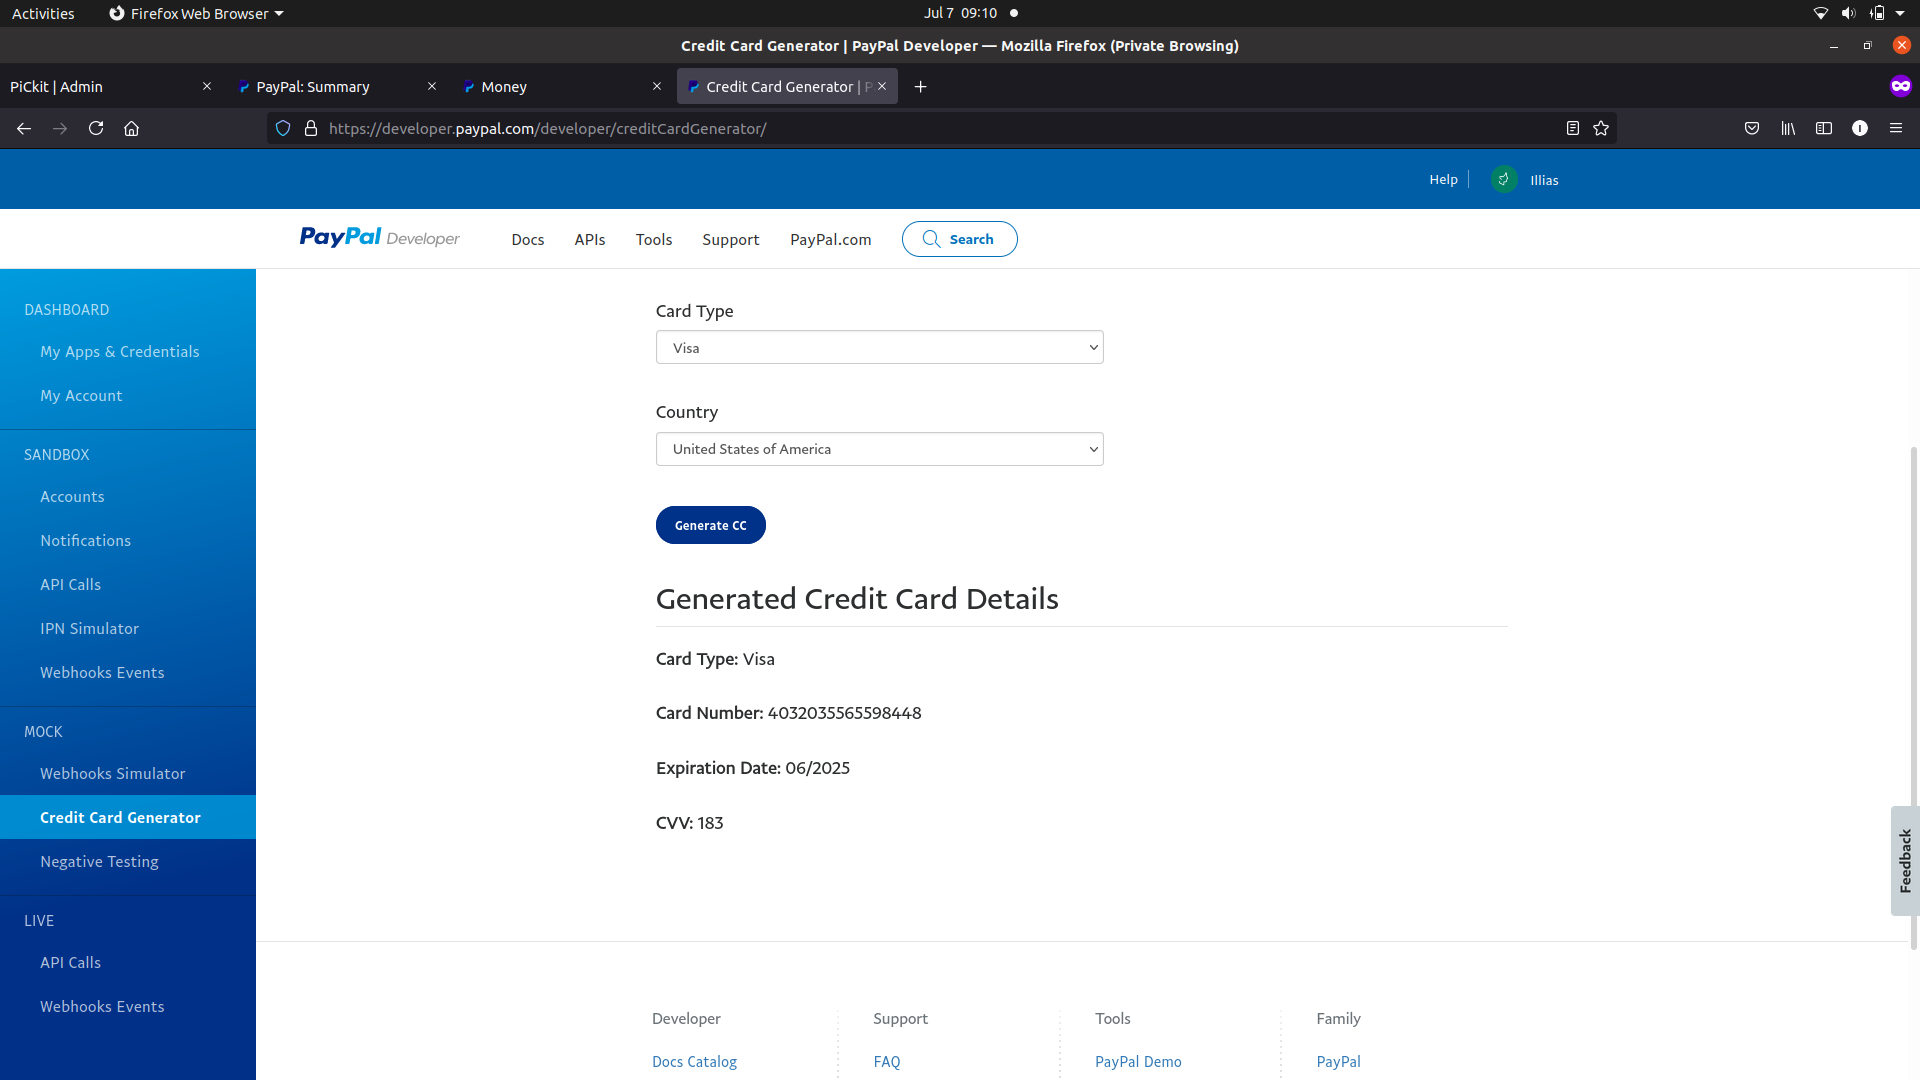 Activities
Firefox Web Browser
Jul 7 09:10
Credit Card Generator | PayPal Developer — Mozilla Firefox (Private Browsing)
PiCkit | Admin
PayPal: Summary
Money
Credit Card Generator | P
https://developer.paypal.com/developer/creditCardGenerator/
Help
Illias
PayPal Developer
Docs
APIs
Tools
Support
PayPal.com
Search
DASHBOARD
My Apps & Credentials
My Account
SANDBOX
Accounts
Notifications
API Calls
IPN Simulator
Webhooks Events
MOCK
Webhooks Simulator
Credit Card Generator
Negative Testing
LIVE
API Calls
Webhooks Events
Card Type
Visa
Country
United States of America
Generate CC
Generated Credit Card Details
Card Type: Visa
Card Number: 4032035565598448
Expiration Date: 06/2025
CVV: 183
Feedback
Developer
Docs Catalog
Support
FAQ
Tools
PayPal Demo
Family
PayPal